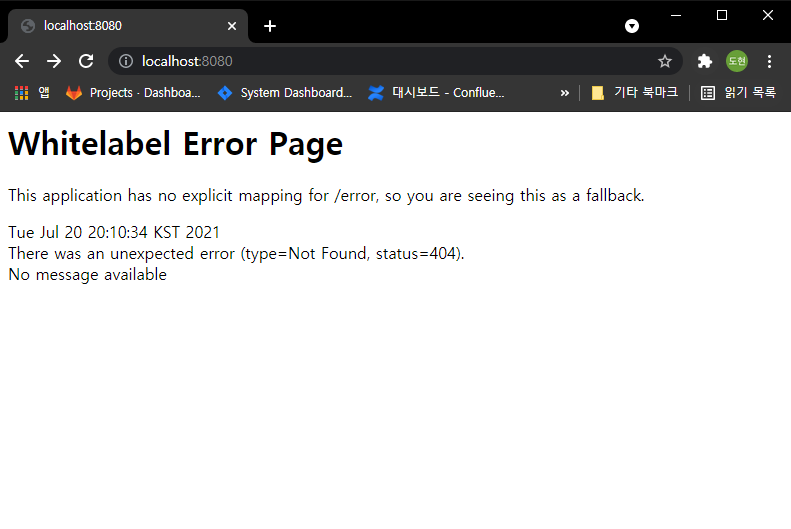 localhost:8080
localhost:8080
도현
앱
Projects · Dashboa...
System Dashboard...
대시보드 - Conflue...
»
기타 북마크
읽기 목록
Whitelabel Error Page
This application has no explicit mapping for /error, so you are seeing this as a fallback.
Tue Jul 20 20:10:34 KST 2021
There was an unexpected error (type=Not Found, status=404).
No message available